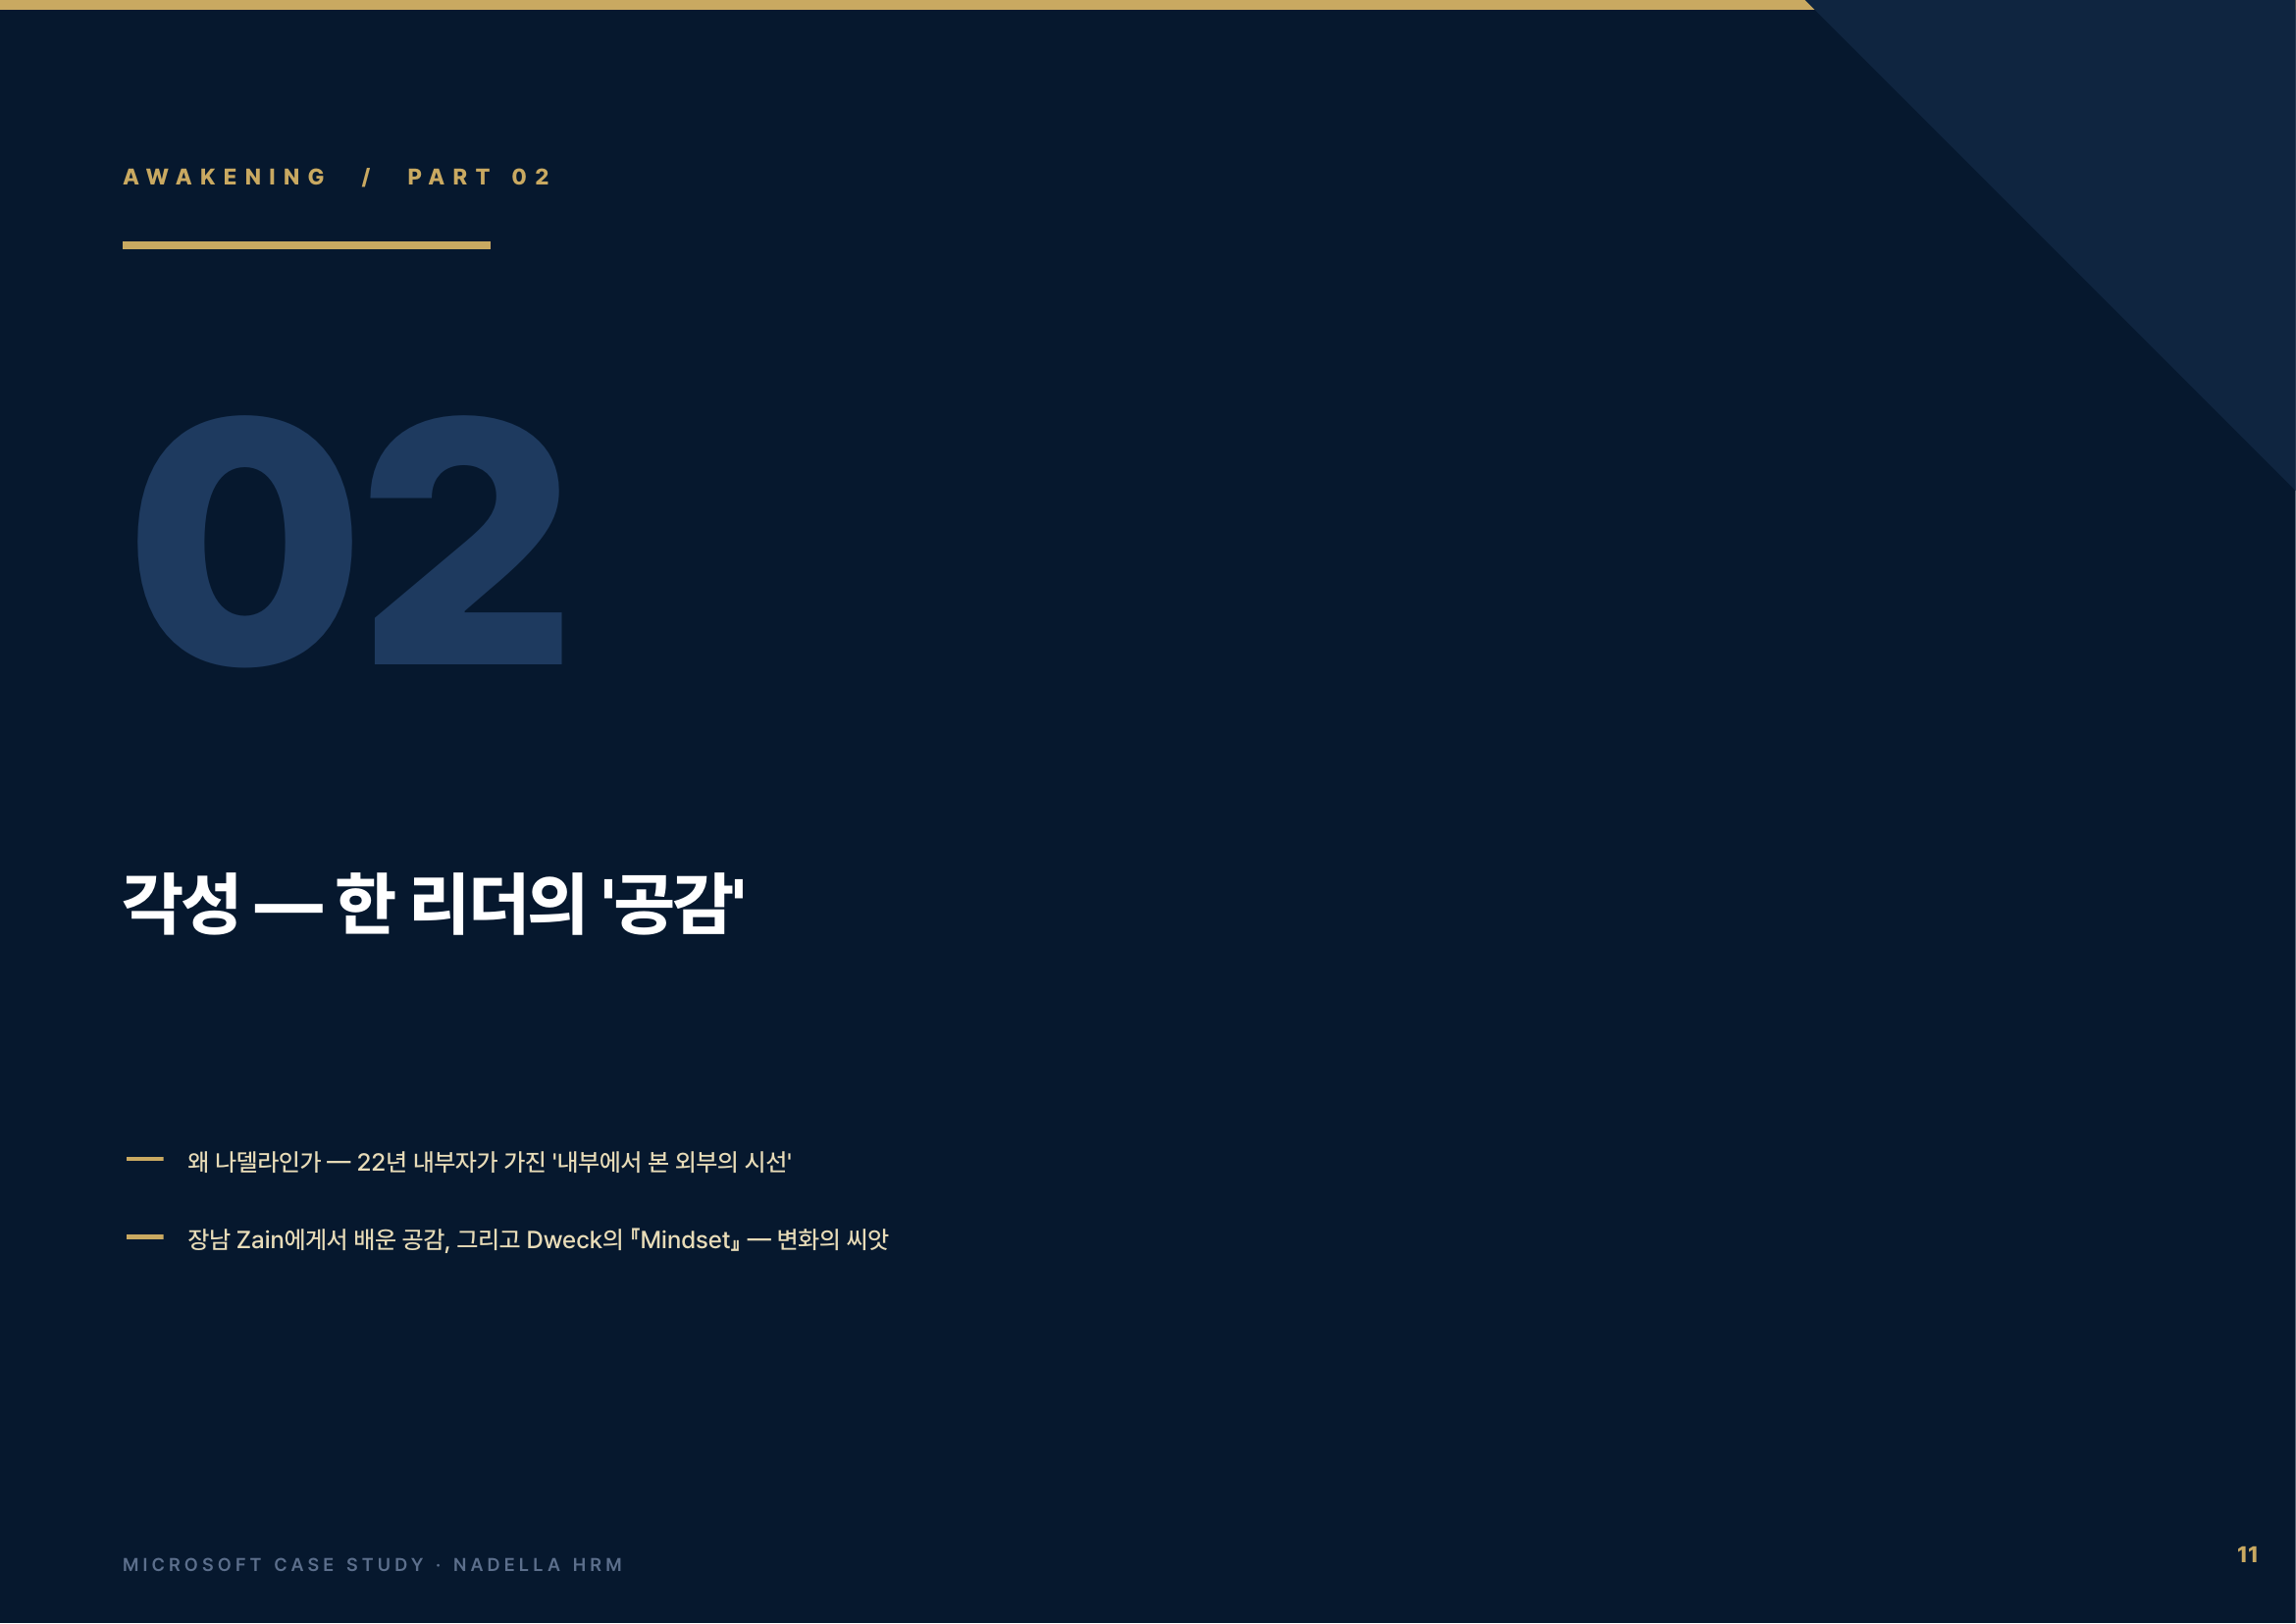 AWAKENING / PART 02
02
각성 — 한 리더의 '공감'
왜 나델라인가 — 22년 내부자가 가진 '내부에서 본 외부의 시선'
장남 Zain에게서 배운 공감, 그리고 Dweck의 『Mindset』 — 변화의 씨앗
MICROSOFT CASE STUDY · NADELLA HRM
11